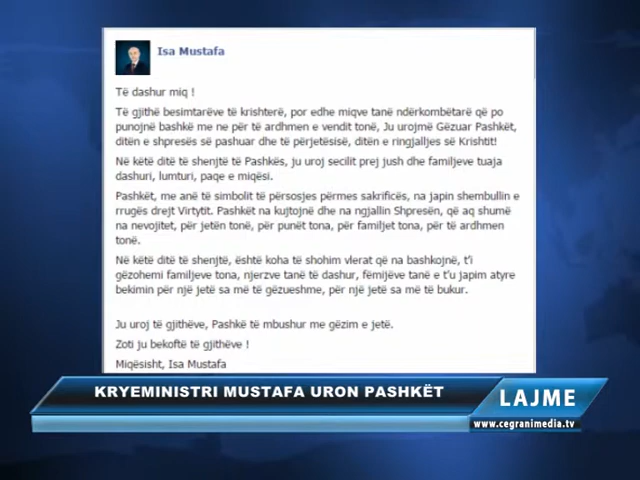 Isa Mustafa
Të dashur miq !
Të gjithë besimtarëve të krishterë, por edhe miqve tanë ndërkombëtarë që po
punojnë bashkë me ne për të ardhmen e vendit tonë, Ju urojmë Gëzuar Pashkët,
ditën e shpresës së pashuar dhe të përjetësisë, ditën e ringjalljes së Krishtit!
Në këtë ditë të shenjtë të Pashkës, ju uroj secilit prej jush dhe familjeve tuaja
dashuri, lumturi, paqe e miqësi.
Pashkët, me anë të simbolit të përsosjes përmes sakrificës, na japin shembullin e
rrugës drejt Virtytit. Pashkët na kujtojnë dhe na ngjallin Shpresën, që aq shumë
na nevojitet, për jetën tonë, për punët tona, për familjet tona, për të ardhmen
tonë.
Në këtë ditë të shenjtë, është koha të shohim vlerat që na bashkojnë, t'i
gëzohemi familjeve tona, njerzve tanë të dashur, fëmijëve tanë e t'u japim atyre
bekimin për një jetë sa më të gëzueshme, për një jetë sa më të bukur.
Ju uroj të gjithëve, Pashkë të mbushur me gëzim e jetë.
Zoti ju bekoftë të gjithëve !
Miqësisht, Isa Mustafa
KRYEMINISTRI MUSTAFA URON PASHKËT
LAJME
www.cegranimedia.tv